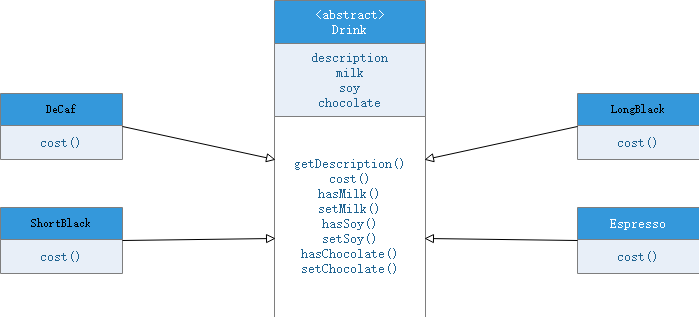 <abstract>
Drink
description
milk
soy
chocolate
getDescription()
cost()
hasMilk()
setMilk()
hasSoy()
setSoy()
hasChocolate()
setChocolate()
DeCaf
cost()
ShortBlack
cost()
LongBlack
cost()
Espresso
cost()